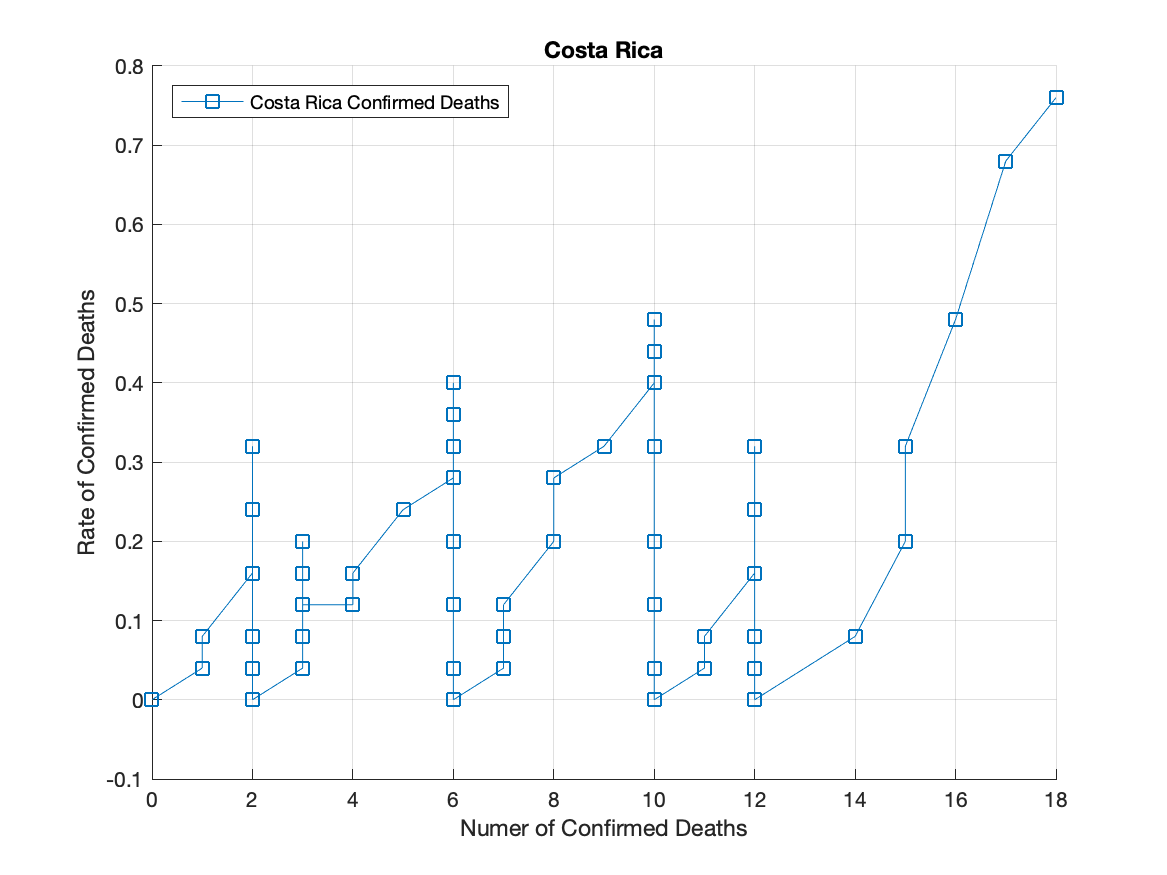 Costa Rica
Costa Rica Confirmed Deaths
0.8
0.7
0.6
0.5
0.4
0.3
0.2
0.1
0
-0.1
Rate of Confirmed Deaths
0 2 4 6 8 10 12 14 16 18
Numer of Confirmed Deaths